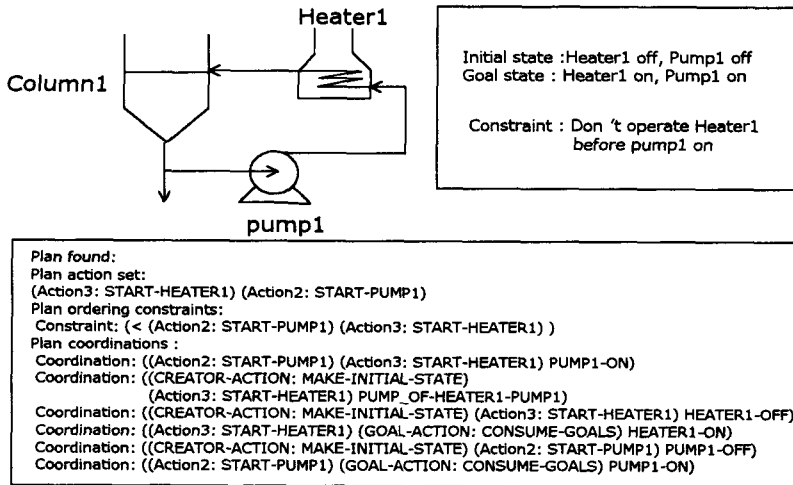 Heater1
Column1
pump1
Initial state :Heater1 off, Pump1 off
Goal state : Heater1 on, Pump1 on
Constraint : Don 't operate Heater1
before pump1 on
Plan found:
Plan action set:
(Action3: START-HEATER1) (Action2: START-PUMP1)
Plan ordering constraints:
Constraint: (< (Action2: START-PUMP1) (Action3: START-HEATER1) )
Plan coordinations :
Coordination: ((Action2: START-PUMP1) (Action3: START-HEATER1) PUMP1-ON)
Coordination: ((CREATOR-ACTION: MAKE-INITIAL-STATE)
(Action3: START-HEATER1) PUMP_OF-HEATER1-PUMP1)
Coordination: ((CREATOR-ACTION: MAKE-INITIAL-STATE) (Action3: START-HEATER1) HEATER1-OFF)
Coordination: ((Action3: START-HEATER1) (GOAL-ACTION: CONSUME-GOALS) HEATER1-ON)
Coordination: ((CREATOR-ACTION: MAKE-INITIAL-STATE) (Action2: START-PUMP1) PUMP1-OFF)
Coordination: ((Action2: START-PUMP1) (GOAL-ACTION: CONSUME-GOALS) PUMP1-ON)